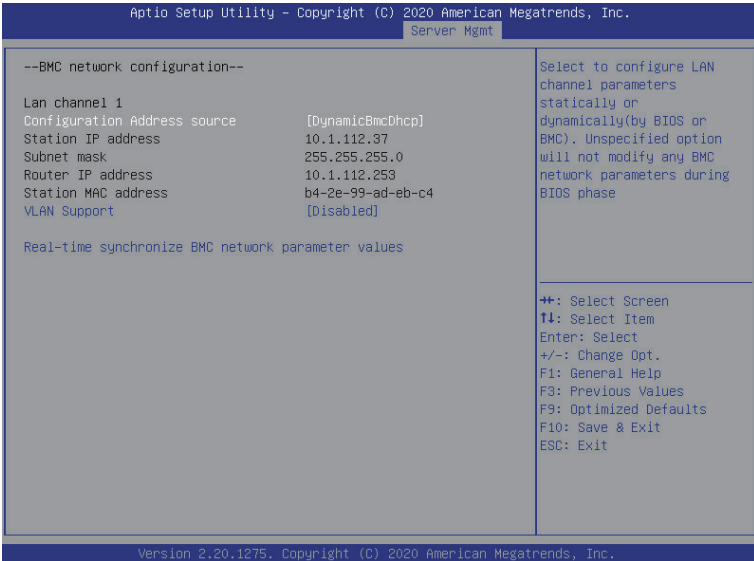 Aptio Setup Utility – Copyright (C) 2020 American Megatrends, Inc.
Server Mgmt
--BMC network configuration--
Lan channel 1
Configuration Address source [DynamicBmcDhcp]
Station IP address 10.1.112.37
Subnet mask 255.255.255.0
Router IP address 10.1.112.253
Station MAC address b4-2e-99-ad-eb-c4
VLAN Support [Disabled]
Real-time synchronize BMC network parameter values
Select to configure LAN
channel parameters
statically or
dynamically(by BIOS or
BMC). Unspecified option
will not modify any BMC
network parameters during
BIOS phase
→←: Select Screen
↑↓: Select Item
Enter: Select
+/-: Change Opt.
F1: General Help
F3: Previous Values
F9: Optimized Defaults
F10: Save & Exit
ESC: Exit
Version 2.20.1275. Copyright (C) 2020 American Megatrends, Inc.